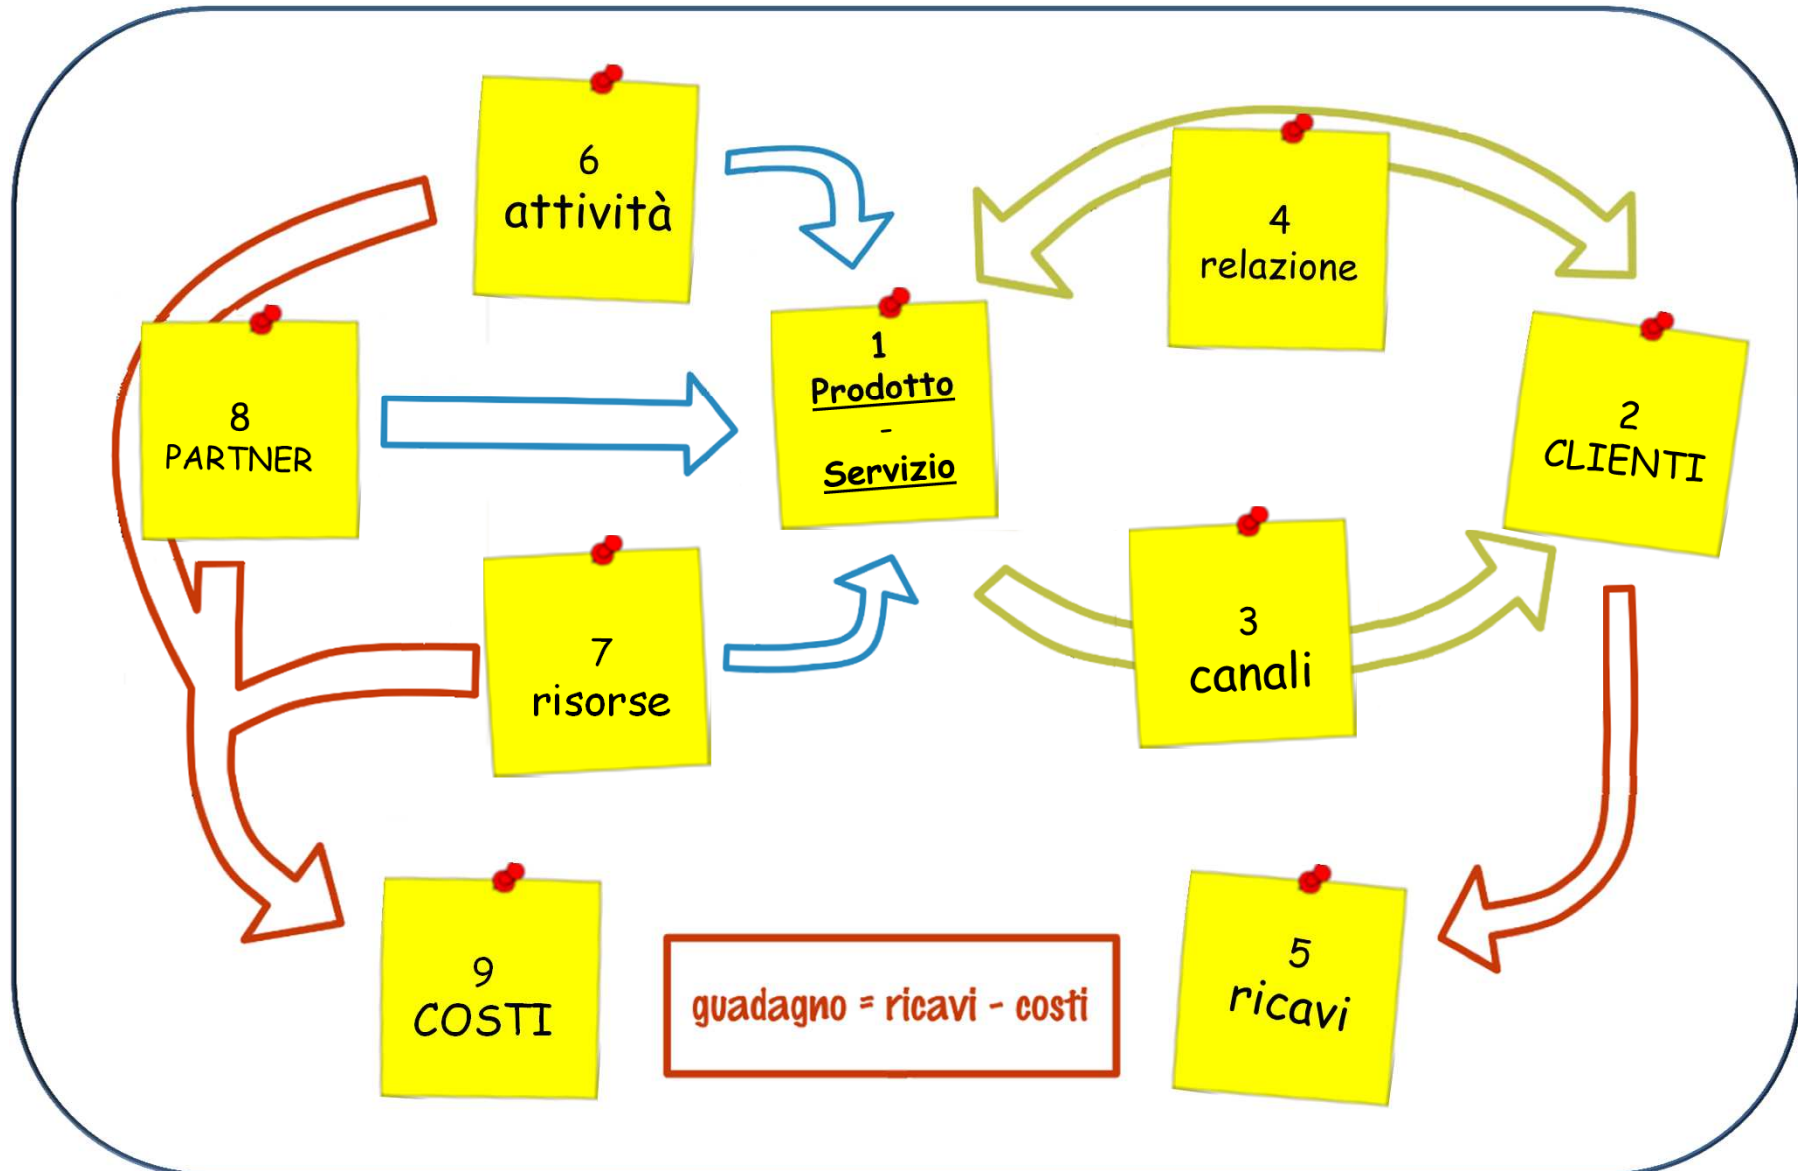 6
attività
4
relazione
1
Prodotto
-
Servizio
8
PARTNER
2
CLIENTI
7
risorse
3
canali
9
COSTI
guadagno = ricavi - costi
5
ricavi